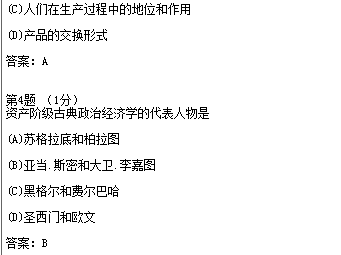 (C)人们在生产过程中的地位和作用
(D)产品的交换形式
答案：A
第4题 （1分）
资产阶级古典政治经济学的代表人物是
(A)苏格拉底和柏拉图
(B)亚当.斯密和大卫.李嘉图
(C)黑格尔和费尔巴哈
(D)圣西门和欧文
答案：B